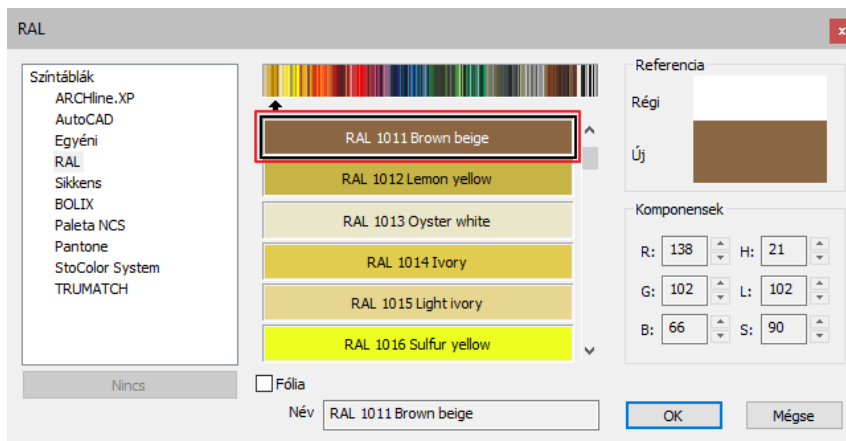 RAL
x
Színtáblák
ARCHline.XP
AutoCAD
Egyéni
RAL
Sikkens
BOLIX
Paleta NCS
Pantone
StoColor System
TRUMATCH
Nincs
RAL 1011 Brown beige
RAL 1012 Lemon yellow
RAL 1013 Oyster white
RAL 1014 Ivory
RAL 1015 Light ivory
RAL 1016 Sulfur yellow
Fólia
Név RAL 1011 Brown beige
Referencia
Régi
Új
Komponensek
R: 138 H: 21
G: 102 L: 102
B: 66 S: 90
OK Mégse